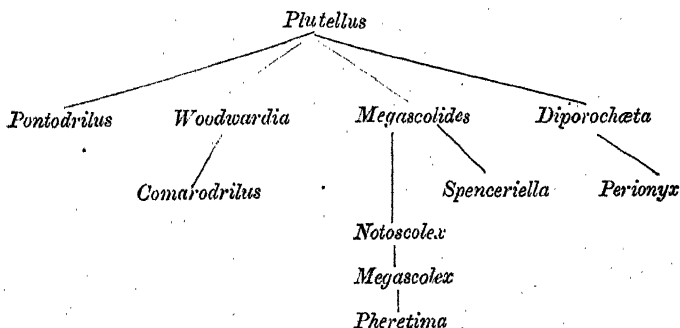 Plutellus
Pontodrilus Woodwardia Megascolides Diporochæta
Comarodrilus Spenceriella Perionyx
Notoscolex
Megascolex
Pheretima